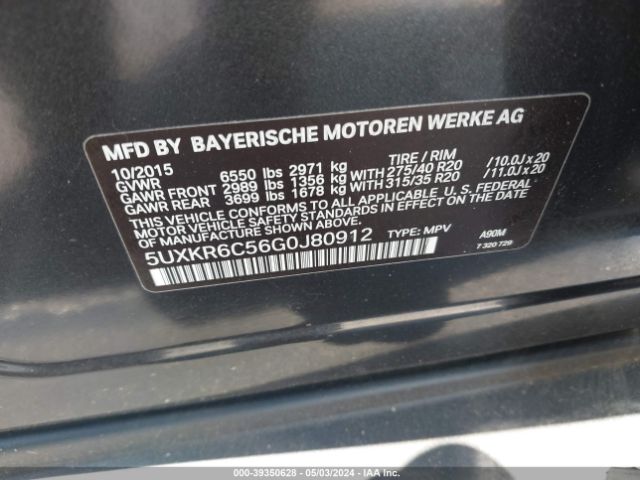 MFD BY BAYERISCHE MOTOREN WERKE AG
10/2015 TIRE / RIM
GVWR 6550 lbs 2971 kg
GAWR FRONT 2989 lbs 1356 kg WITH 275/40 R20 /10.0J x 20
GAWR REAR 3699 lbs 1678 kg WITH 315/35 R20 /11.0J x 20
THIS VEHICLE CONFORMS TO ALL APPLICABLE U. S. FEDERAL
MOTOR VEHICLE SAFETY STANDARDS IN EFFECT ON THE
DATE OF MANUFACTURE SHOWN ABOVE.
5UXKR6C56G0J80912 TYPE: MPV A90M
7 320 729
000-39350628 - 05/03/2024 - IAA Inc.